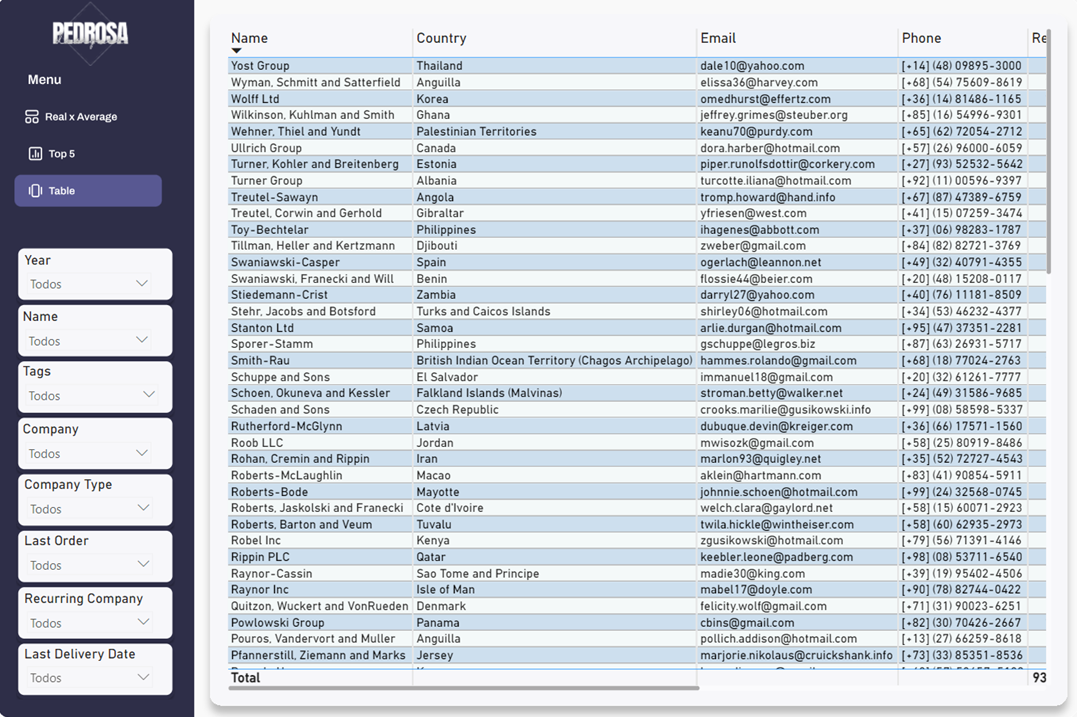 PEDROSA
Menu
Real x Average
Top 5
Table
Year
Todos
Name
Todos
Tags
Todos
Company
Todos
Company Type
Todos
Last Order
Todos
Recurring Company
Todos
Last Delivery Date
Todos
Name Country Email Phone Re
Yost Group Thailand dale10@yahoo.com [+14] (48) 09895-3000
Wyman, Schmitt and Satterfield Anguilla elissa36@harvey.com [+68] (54) 75609-8619
Wolff Ltd Korea omedhurst@effertz.com [+36] (14) 81486-1165
Wilkinson, Kuhlman and Smith Ghana jeffrey.grimes@steuber.org [+85] (16) 54996-9301
Wehner, Thiel and Yundt Palestinian Territories keanu70@purdy.com [+65] (62) 72054-2712
Ullrich Group Canada dora.harber@hotmail.com [+57] (26) 96000-6059
Turner, Kohler and Breitenberg Estonia piper.runolfsdottir@corkery.com [+27] (93) 52532-5642
Turner Group Albania turcotte.iliana@hotmail.com [+92] (11) 00596-9397
Treutel-Sawayn Angola tromp.howard@hand.info [+67] (87) 47389-6759
Treutel, Corwin and Gerhold Gibraltar yfriesen@west.com [+41] (15) 07259-3474
Toy-Bechtelar Philippines ihagenes@abbott.com [+37] (06) 98283-1787
Tillman, Heller and Kertzmann Djibouti zweber@gmail.com [+84] (82) 82721-3769
Swaniawski-Casper Spain ogerlach@leannon.net [+49] (32) 40791-4355
Swaniawski, Franecki and Will Benin flossie44@beier.com [+20] (48) 15208-0117
Stiedemann-Crist Zambia darryl27@yahoo.com [+40] (76) 11181-8509
Stehr, Jacobs and Botsford Turks and Caicos Islands shirley06@hotmail.com [+34] (53) 46232-4377
Stanton Ltd Samoa arlie.durgan@hotmail.com [+95] (47) 37351-2281
Sporer-Stamm Philippines gschuppe@legros.biz [+87] (63) 26931-5717
Smith-Rau British Indian Ocean Territory (Chagos Archipelago) hammes.rolando@gmail.com [+68] (18) 77024-2763
Schuppe and Sons El Salvador immanuel18@gmail.com [+20] (32) 61261-7777
Schoen, Okuneva and Kessler Falkland Islands (Malvinas) stroman.betty@walker.net [+24] (49) 31586-9685
Schaden and Sons Czech Republic crooks.marilie@gusikowski.info [+99] (08) 58598-5337
Rutherford-McGlynn Latvia dubuque.devin@kreiger.com [+36] (66) 17571-1560
Roob LLC Jordan mwisozk@gmail.com [+58] (25) 80919-8486
Rohan, Cremin and Rippin Iran marlon93@quigley.net [+35] (52) 72727-4543
Roberts-McLaughlin Macao aklein@hartmann.com [+83] (41) 90854-5911
Roberts-Bode Mayotte johnnie.schoen@hotmail.com [+99] (24) 32568-0745
Roberts, Jaskolski and Franecki Cote d'Ivoire welch.clara@gaylord.net [+58] (15) 60071-2923
Roberts, Barton and Veum Tuvalu twila.hickle@wintheiser.com [+58] (60) 62935-2973
Robel Inc Kenya zgusikowski@hotmail.com [+79] (56) 71391-4146
Rippin PLC Qatar keebler.leone@padberg.com [+98] (08) 53711-6540
Raynor-Cassin Sao Tome and Principe madie30@king.com [+39] (19) 95402-4506
Raynor Inc Isle of Man mabel17@doyle.com [+90] (78) 82744-0422
Quitzon, Wuckert and VonRueden Denmark felicity.wolf@gmail.com [+71] (31) 90023-6251
Powlowski Group Panama cbins@gmail.com [+82] (30) 70426-2667
Pouros, Vandervort and Muller Anguilla pollich.addison@hotmail.com [+13] (27) 66259-8618
Pfannerstill, Ziemann and Marks Jersey marjorie.nikolaus@cruickshank.info [+73] (33) 85351-8536
Total 93